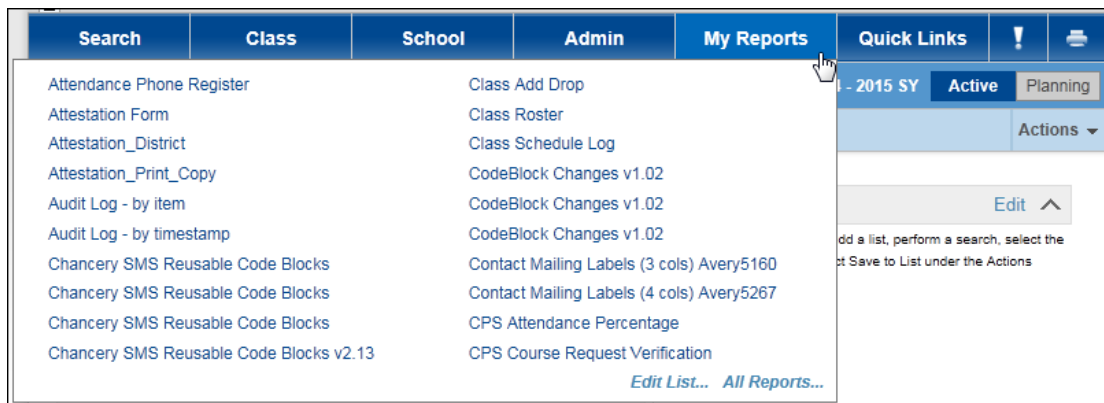 Search Class School Admin My Reports Quick Links !
- 2015 SY Active Planning
Actions
Edit
dd a list, perform a search, select the
Save to List under the Actions
Attendance Phone Register
Attestation Form
Attestation_District
Attestation_Print_Copy
Audit Log - by item
Audit Log - by timestamp
Chancery SMS Reusable Code Blocks
Chancery SMS Reusable Code Blocks
Chancery SMS Reusable Code Blocks
Chancery SMS Reusable Code Blocks v2.13
Class Add Drop
Class Roster
Class Schedule Log
CodeBlock Changes v1.02
CodeBlock Changes v1.02
CodeBlock Changes v1.02
Contact Mailing Labels (3 cols) Avery5160
Contact Mailing Labels (4 cols) Avery5267
CPS Attendance Percentage
CPS Course Request Verification
Edit List... All Reports...